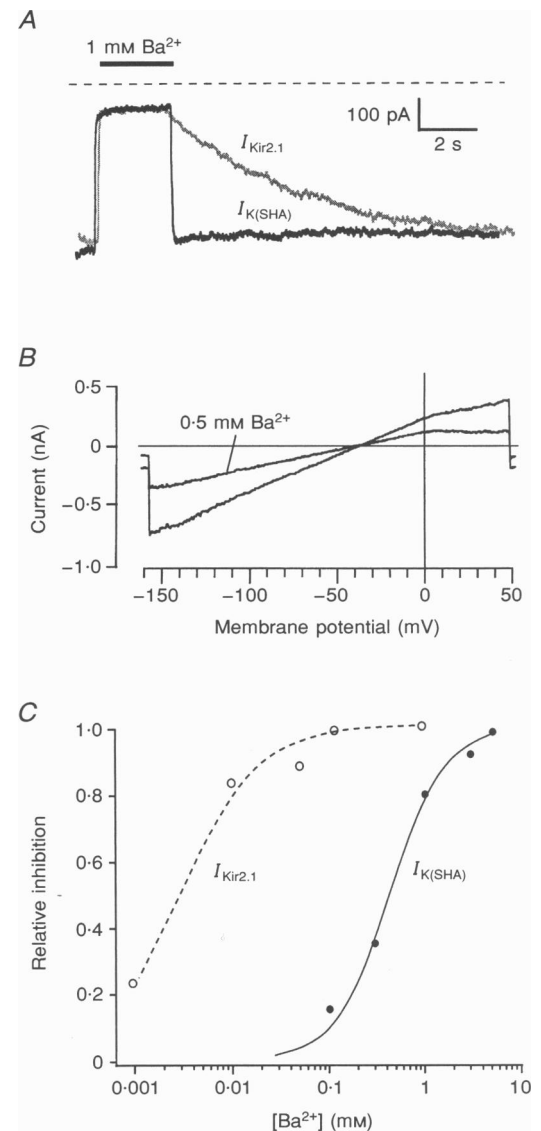 A
1 mM Ba2+
100 pA
2 s
IKir2.1
IK(SHA)
B
0·5
0
−0·5
−1·0
Current (nA)
0·5 mM Ba2+
−150
−100
−50
0
50
Membrane potential (mV)
C
1·0
0·8
0·6
0·4
0·2
0
Relative inhibition
IKir2.1
IK(SHA)
0·001
0·01
0·1
1
10
[Ba2+] (mM)